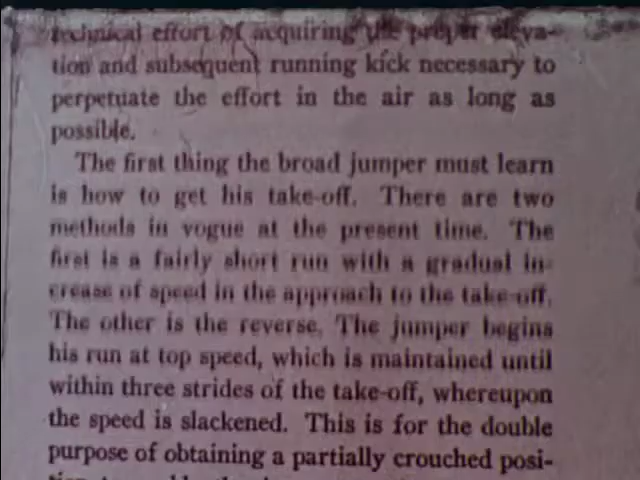 technical effort of acquiring the proper eleva-
tion and subsequent running kick necessary to
perpetuate the effort in the air as long as
possible.
The first thing the broad jumper must learn
is how to get his take-off. There are two
methods in vogue at the present time. The
first is a fairly short run with a gradual in-
crease of speed in the approach to the take-off.
The other is the reverse. The jumper begins
his run at top speed, which is maintained until
within three strides of the take-off, whereupon
the speed is slackened. This is for the double
purpose of obtaining a partially crouched posi-